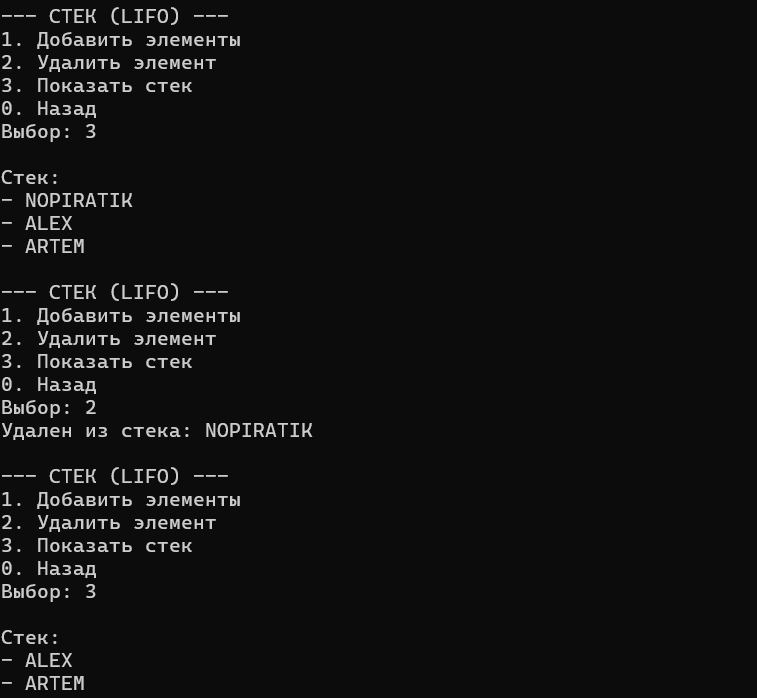 --- СТЕК (LIFO) ---
1. Добавить элементы
2. Удалить элемент
3. Показать стек
0. Назад
Выбор: 3
Стек:
- NOPIRATIK
- ALEX
- ARTEM
--- СТЕК (LIFO) ---
1. Добавить элементы
2. Удалить элемент
3. Показать стек
0. Назад
Выбор: 2
Удален из стека: NOPIRATIK
--- СТЕК (LIFO) ---
1. Добавить элементы
2. Удалить элемент
3. Показать стек
0. Назад
Выбор: 3
Стек:
- ALEX
- ARTEM